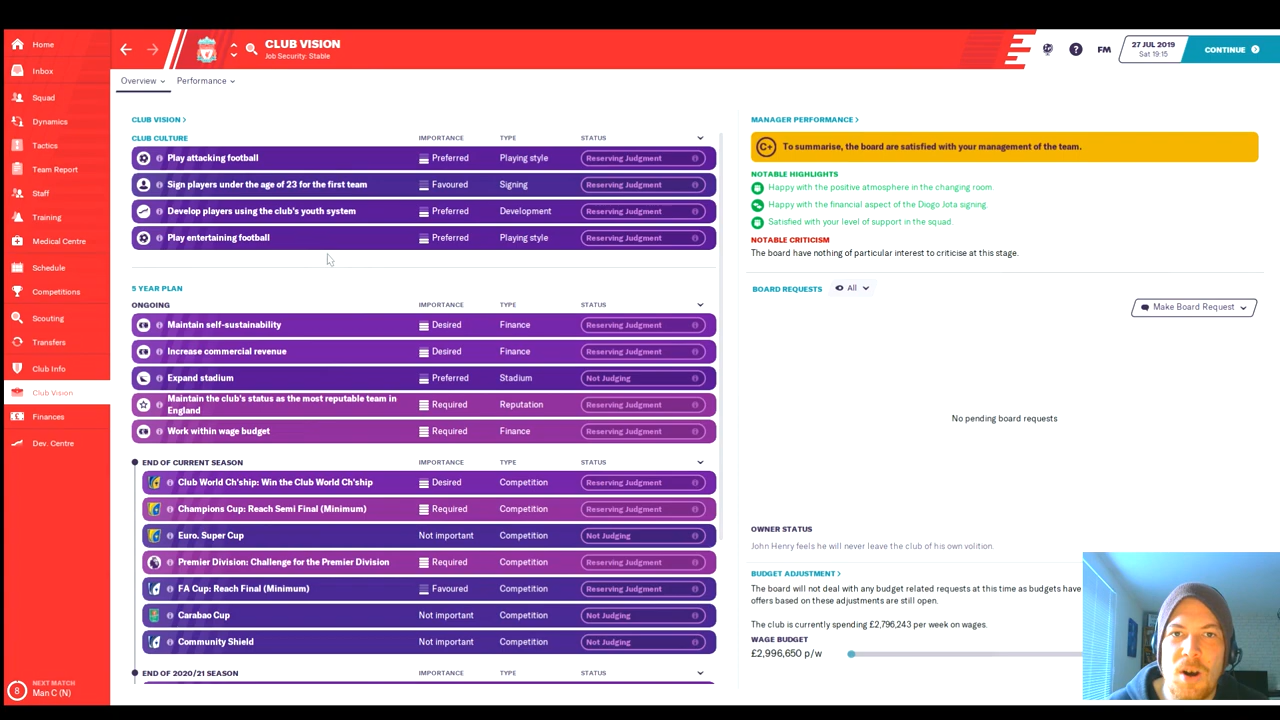 CLUB VISION
Job Security: Stable
FM
27 JUL 2019
Sat 19:15
CONTINUE
Home
Inbox
Squad
Dynamics
Tactics
Team Report
Staff
Training
Medical Centre
Schedule
Competitions
Scouting
Transfers
Club Info
Club Vision
Finances
Dev. Centre
8
NEXT MATCH
Man C (N)
Overview
Performance
CLUB VISION >
CLUB CULTURE IMPORTANCE TYPE STATUS
Play attacking football Preferred Playing style Reserving Judgment
Sign players under the age of 23 for the first team Favoured Signing Reserving Judgment
Develop players using the club's youth system Preferred Development Reserving Judgment
Play entertaining football Preferred Playing style Reserving Judgment
5 YEAR PLAN
ONGOING IMPORTANCE TYPE STATUS
Maintain self-sustainability Desired Finance Reserving Judgment
Increase commercial revenue Desired Finance Reserving Judgment
Expand stadium Preferred Stadium Not Judging
Maintain the club's status as the most reputable team in
England Required Reputation Reserving Judgment
Work within wage budget Required Finance Reserving Judgment
END OF CURRENT SEASON IMPORTANCE TYPE STATUS
Club World Ch'ship: Win the Club World Ch'ship Desired Competition Reserving Judgment
Champions Cup: Reach Semi Final (Minimum) Required Competition Reserving Judgment
Euro. Super Cup Not important Competition Not Judging
Premier Division: Challenge for the Premier Division Required Competition Reserving Judgment
FA Cup: Reach Final (Minimum) Favoured Competition Reserving Judgment
Carabao Cup Not important Competition Not Judging
Community Shield Not important Competition Not Judging
END OF 2020/21 SEASON IMPORTANCE TYPE STATUS
MANAGER PERFORMANCE >
C+ To summarise, the board are satisfied with your management of the team.
NOTABLE HIGHLIGHTS
Happy with the positive atmosphere in the changing room.
Happy with the financial aspect of the Diogo Jota signing.
Satisfied with your level of support in the squad.
NOTABLE CRITICISM
The board have nothing of particular interest to criticise at this stage.
BOARD REQUESTS All
Make Board Request
No pending board requests
OWNER STATUS
John Henry feels he will never leave the club of his own volition.
BUDGET ADJUSTMENT >
The board will not deal with any budget related requests at this time as budgets have
offers based on these adjustments are still open.
The club is currently spending £2,796,243 per week on wages.
WAGE BUDGET
£2,996,650 p/w